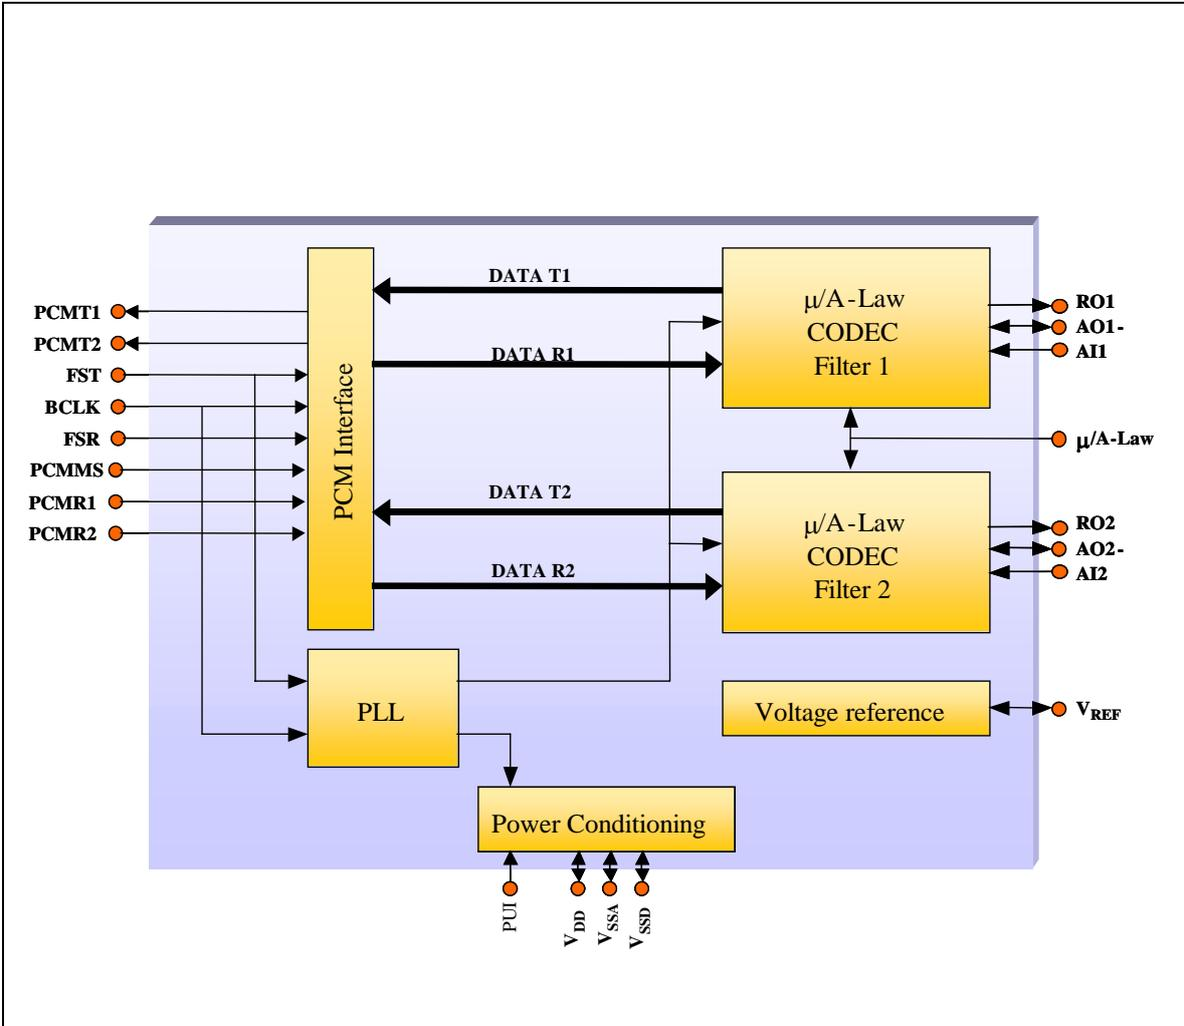 PCMT1
PCMT2
FST
BCLK
FSR
PCMMS
PCMR1
PCMR2
PCM Interface
DATA T1
DATA R1
DATA T2
DATA R2
μ/A-Law
CODEC
Filter 1
RO1
AO1-
AI1
μ/A-Law
μ/A-Law
CODEC
Filter 2
RO2
AO2-
AI2
PLL
Voltage reference
VREF
Power Conditioning
PUI
VDD
VSSA
VSSD